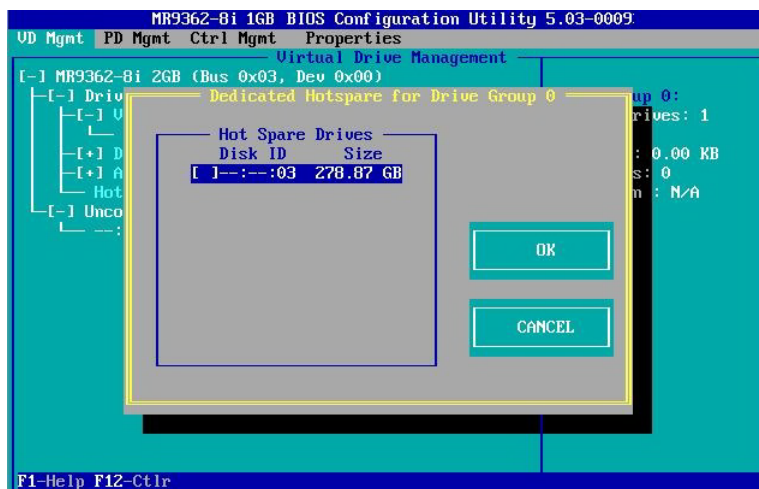 MR9362-8i 1GB BIOS Configuration Utility 5.03-0009
VD Mgmt PD Mgmt Ctrl Mgmt Properties
Virtual Drive Management
[-] MR9362-8i 2GB (Bus 0x03, Dev 0x00)
[-] Driv
Dedicated Hotspare for Drive Group 0
up 0:
[-] V
rives: 1
Hot Spare Drives
Disk ID Size
[+] D
: 0.00 KB
[ ]--:--:03 278.87 GB
[+] A
s: 0
Hot
m : N/A
[-] Unco
--:
OK
CANCEL
F1-Help F12-Ctlr